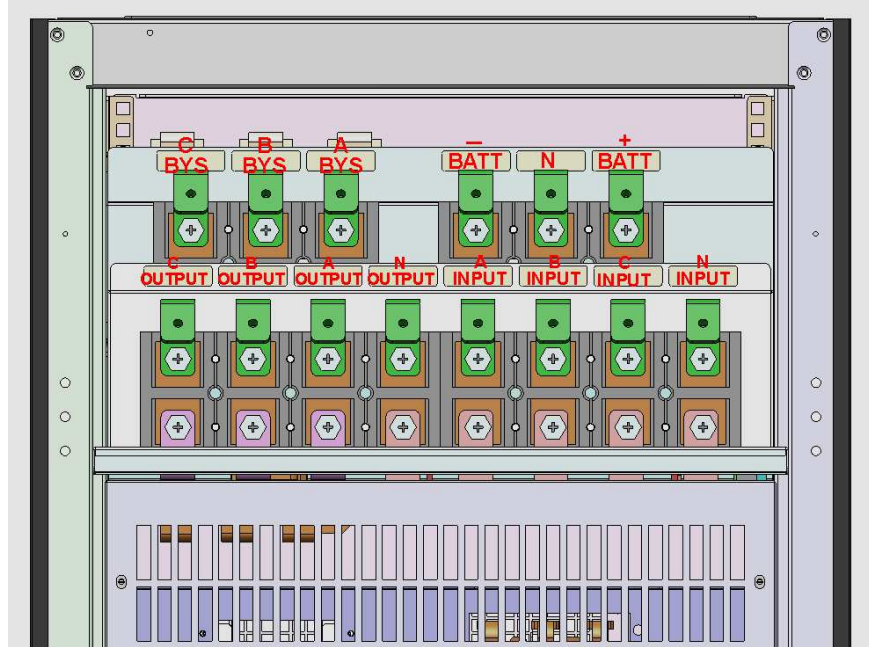 C B A − +
BYS BYS BYS BATT N BATT
C B A N A B C N
OUTPUT OUTPUT OUTPUT OUTPUT INPUT INPUT INPUT INPUT